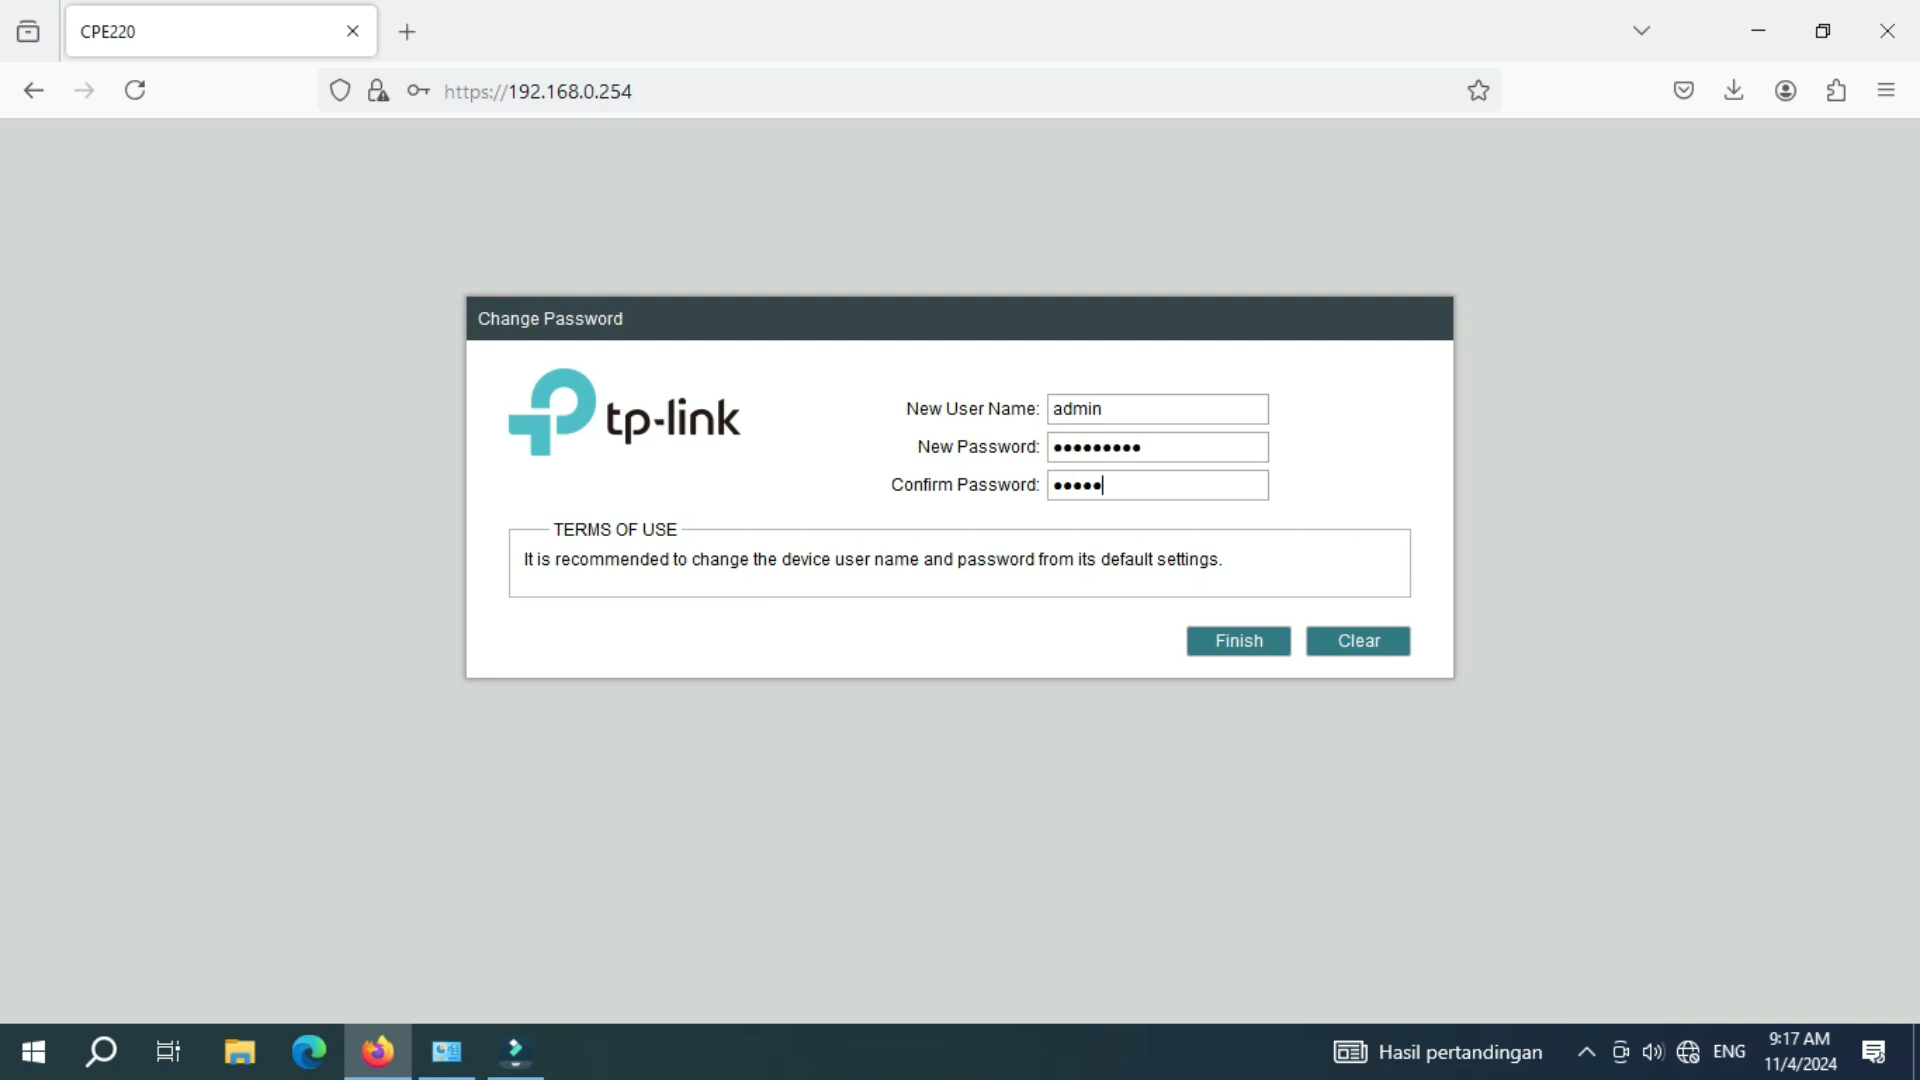 CPE220
https://192.168.0.254
Change Password
tp-link
New User Name: admin
New Password: •••••••••
Confirm Password: •••••
TERMS OF USE
It is recommended to change the device user name and password from its default settings.
Finish Clear
Hasil pertandingan
ENG
9:17 AM
11/4/2024